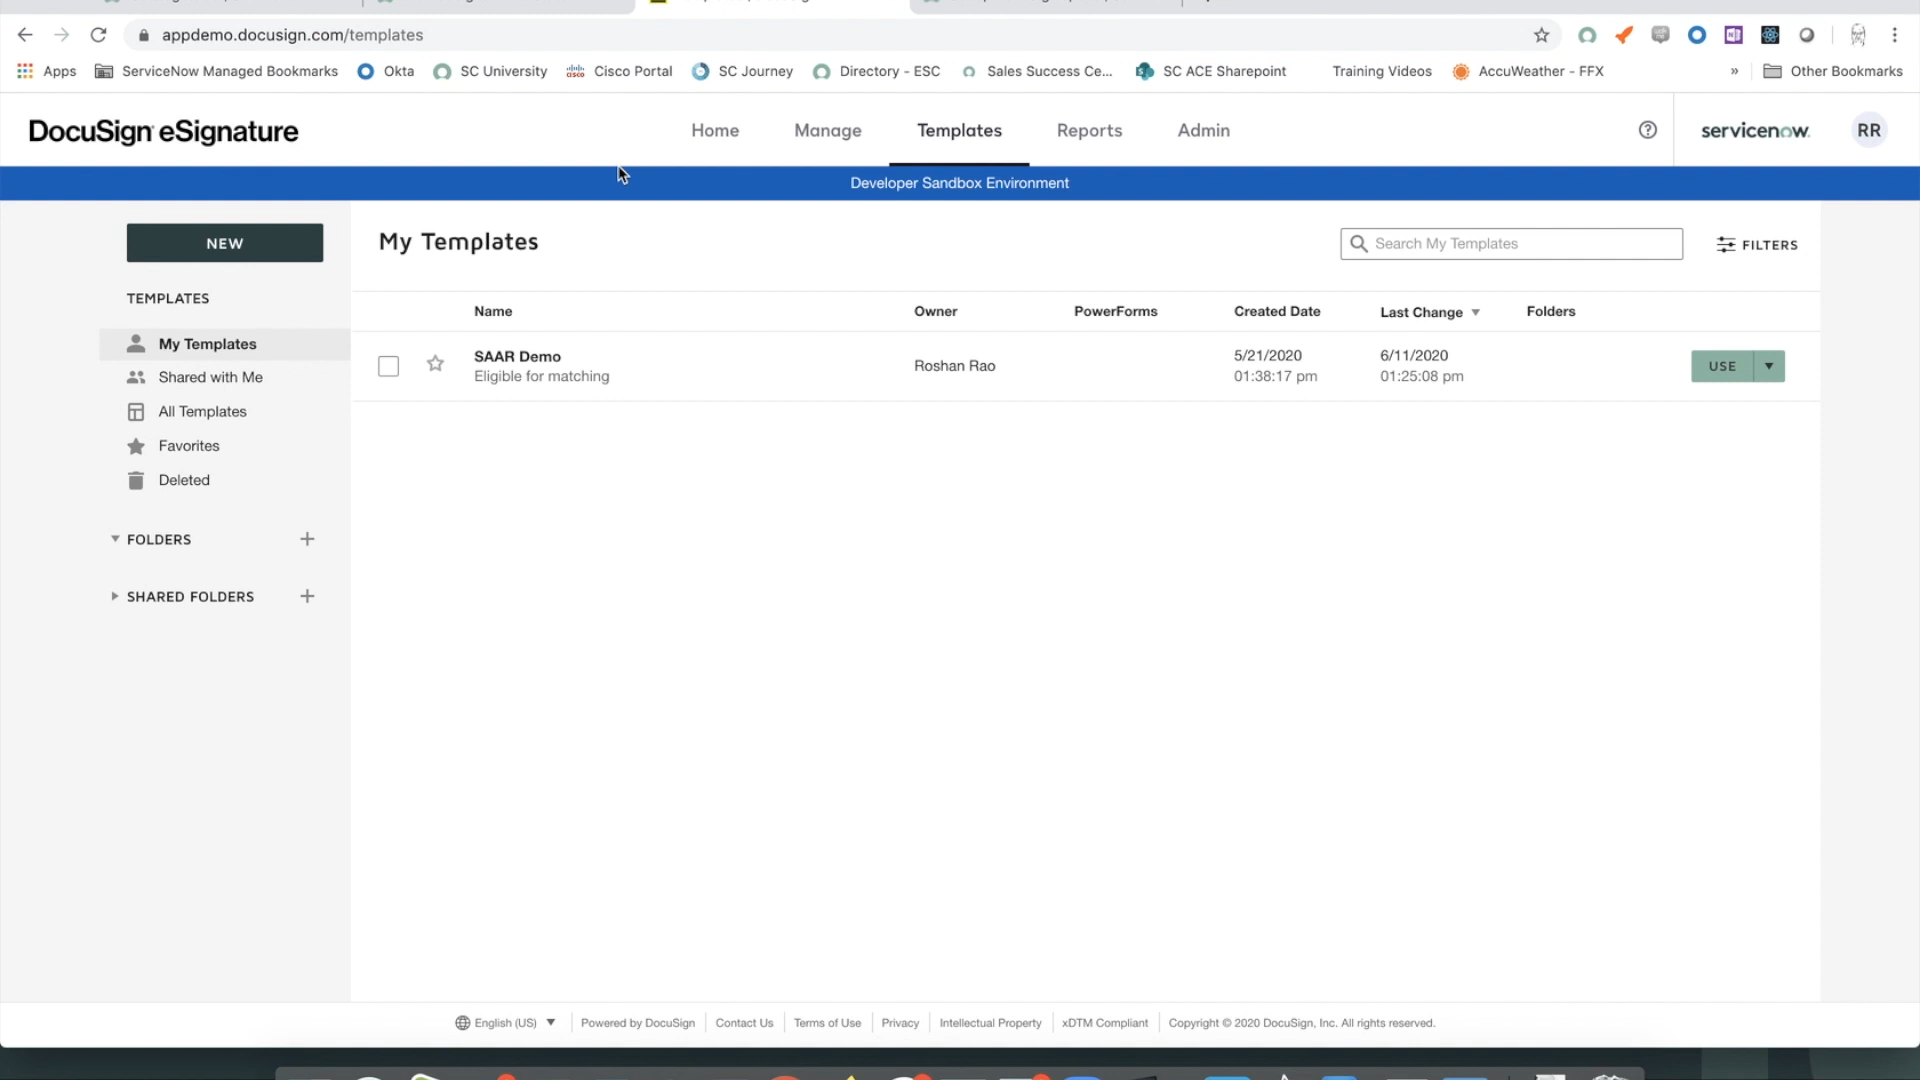 appdemo.docusign.com/templates
Apps ServiceNow Managed Bookmarks Okta SC University Cisco Portal SC Journey Directory - ESC Sales Success Ce... SC ACE Sharepoint Training Videos AccuWeather - FFX » Other Bookmarks
DocuSign eSignature Home Manage Templates Reports Admin servicenow RR
Developer Sandbox Environment
NEW
My Templates
Search My Templates
FILTERS
TEMPLATES
My Templates
Shared with Me
All Templates
Favorites
Deleted
FOLDERS
SHARED FOLDERS
Name Owner PowerForms Created Date Last Change Folders
SAAR Demo
Eligible for matching
Roshan Rao
5/21/2020
01:38:17 pm
6/11/2020
01:25:08 pm
USE
English (US) Powered by DocuSign Contact Us Terms of Use Privacy Intellectual Property xDTM Compliant Copyright © 2020 DocuSign, Inc. All rights reserved.